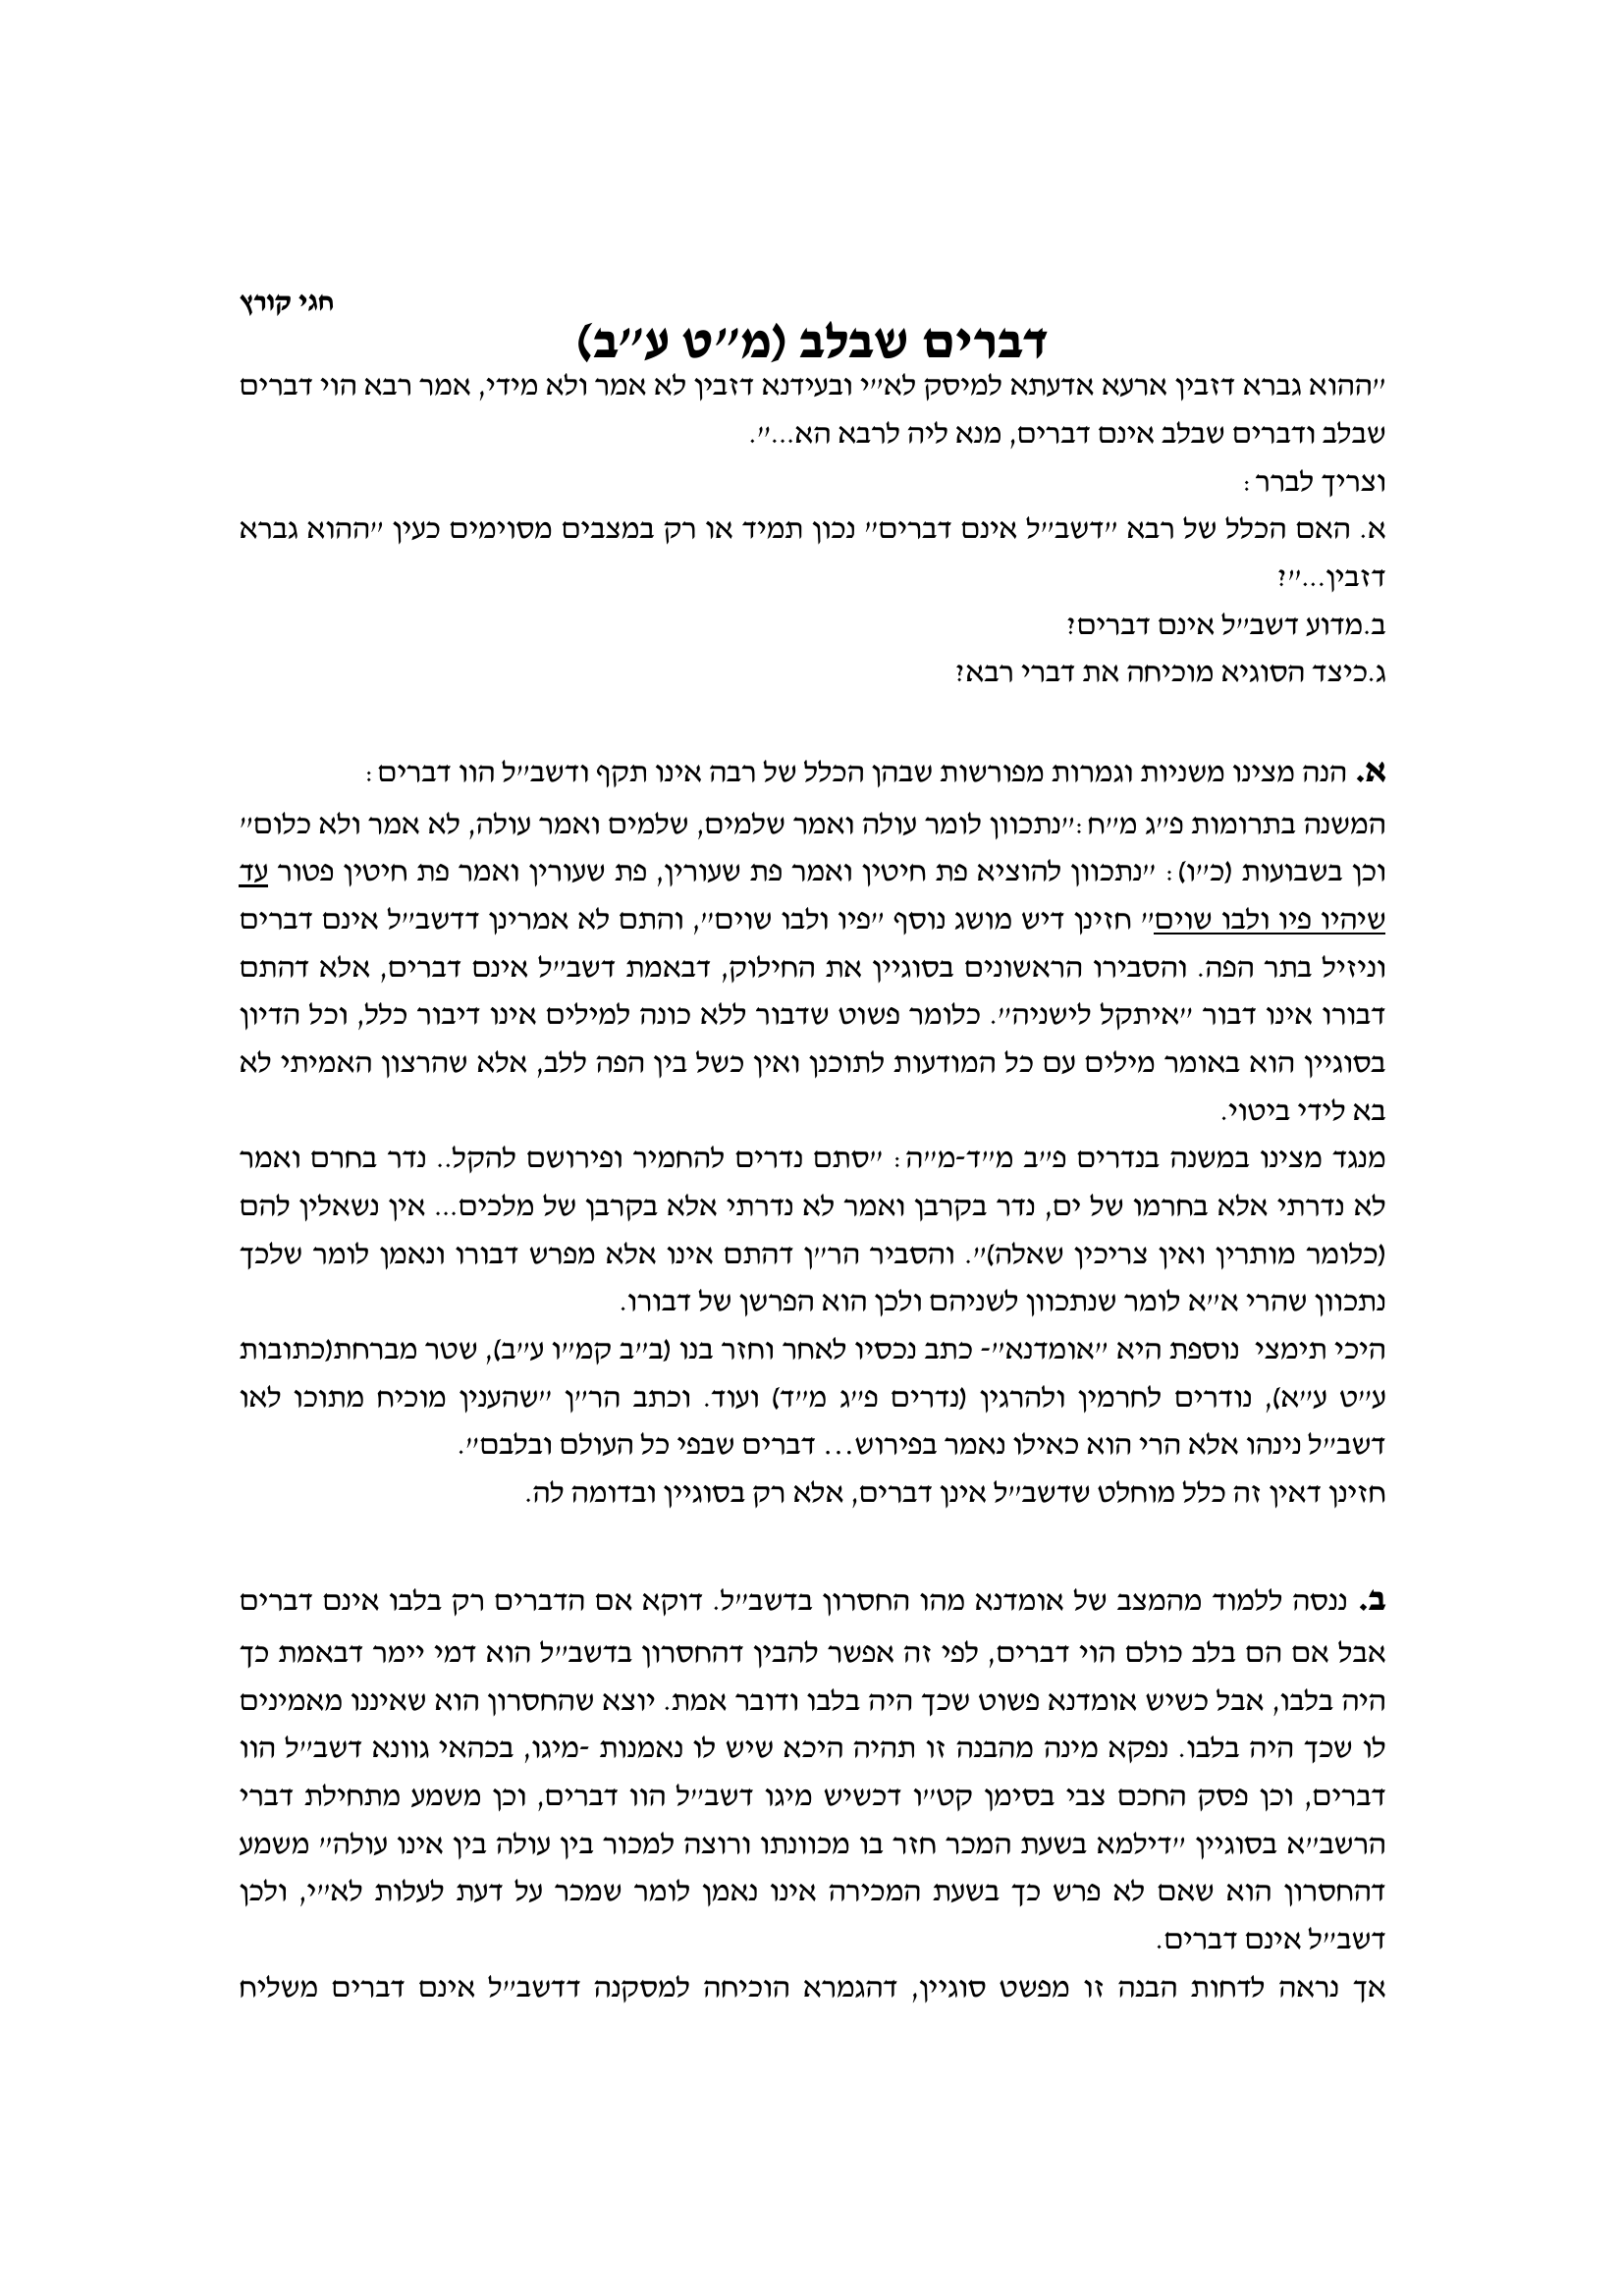 חגי קורץ
דברים שבלב (מ״ט ע״ב)
״ההוא גברא דזבין ארעא אדעתא למיסק לא״י ובעידנא דזבין לא אמר ולא מידי, אמר רבא הוי דברים
שבלב ודברים שבלב אינם דברים, מנא ליה לרבא הא...״.
וצריך לברר:
א. האם הכלל של רבא ״דשב״ל אינם דברים״ נכון תמיד או רק במצבים מסוימים כעין ״ההוא גברא
דזבין...״?
ב.מדוע דשב״ל אינם דברים?
ג.כיצד הסוגיא מוכיחה את דברי רבא?
א. הנה מצינו משניות וגמרות מפורשות שבהן הכלל של רבה אינו תקף ודשב״ל הוו דברים:
המשנה בתרומות פ״ג מ״ח:״נתכוון לומר עולה ואמר שלמים, שלמים ואמר עולה, לא אמר ולא כלום״
וכן בשבועות (כ״ו): ״נתכוון להוציא פת חיטין ואמר פת שעורין, פת שעורין ואמר פת חיטין פטור עד
שיהיו פיו ולבו שוים״ חזינן דיש מושג נוסף ״פיו ולבו שוים״, והתם לא אמרינן דדשב״ל אינם דברים
וניזיל בתר הפה. והסבירו הראשונים בסוגיין את החילוק, דבאמת דשב״ל אינם דברים, אלא דהתם
דבורו אינו דבור ״איתקל לישניה״. כלומר פשוט שדבור ללא כונה למילים אינו דיבור כלל, וכל הדיון
בסוגיין הוא באומר מילים עם כל המודעות לתוכנן ואין כשל בין הפה ללב, אלא שהרצון האמיתי לא
בא לידי ביטוי.
מנגד מצינו במשנה בנדרים פ״ב מ״ד-מ״ה: ״סתם נדרים להחמיר ופירושם להקל.. נדר בחרם ואמר
לא נדרתי אלא בחרמו של ים, נדר בקרבן ואמר לא נדרתי אלא בקרבן של מלכים... אין נשאלין להם
(כלומר מותרין ואין צריכין שאלה)״. והסביר הר״ן דהתם אינו אלא מפרש דבורו ונאמן לומר שלכך
נתכוון שהרי א״א לומר שנתכוון לשניהם ולכן הוא הפרשן של דבורו.
היכי תימצי  נוספת היא ״אומדנא״- כתב נכסיו לאחר וחזר בנו (ב״ב קמ״ו ע״ב), שטר מברחת(כתובות
ע״ט ע״א), נודרים לחרמין ולהרגין (נדרים פ״ג מ״ד) ועוד. וכתב הר״ן ״שהענין מוכיח מתוכו לאו
דשב״ל נינהו אלא הרי הוא כאילו נאמר בפירוש... דברים שבפי כל העולם ובלבם״.
חזינן דאין זה כלל מוחלט שדשב״ל אינן דברים, אלא רק בסוגיין ובדומה לה.
ב. ננסה ללמוד מהמצב של אומדנא מהו החסרון בדשב״ל. דוקא אם הדברים רק בלבו אינם דברים
אבל אם הם בלב כולם הוי דברים, לפי זה אפשר להבין דהחסרון בדשב״ל הוא דמי יימר דבאמת כך
היה בלבו, אבל כשיש אומדנא פשוט שכך היה בלבו ודובר אמת. יוצא שהחסרון הוא שאיננו מאמינים
לו שכך היה בלבו. נפקא מינה מהבנה זו תהיה היכא שיש לו נאמנות -מיגו, בכהאי גוונא דשב״ל הוו
דברים, וכן פסק החכם צבי בסימן קט״ו דכשיש מיגו דשב״ל הוו דברים, וכן משמע מתחילת דברי
הרשב״א בסוגיין ״דילמא בשעת המכר חזר בו מכוונתו ורוצה למכור בין עולה בין אינו עולה״ משמע
דהחסרון הוא שאם לא פרש כך בשעת המכירה אינו נאמן לומר שמכר על דעת לעלות לא״י, ולכן
דשב״ל אינם דברים.
אך נראה לדחות הבנה זו מפשט סוגיין, דהגמרא הוכיחה למסקנה דדשב״ל אינם דברים משליח